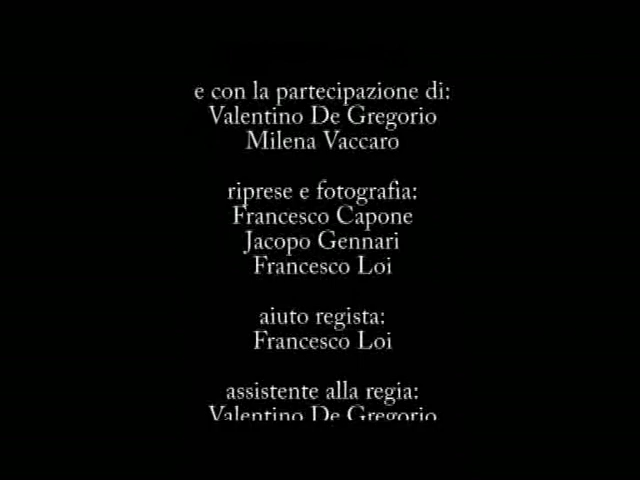 e con la partecipazione di:
Valentino De Gregorio
Milena Vaccaro
riprese e fotografia:
Francesco Capone
Jacopo Gennari
Francesco Loi
aiuto regista:
Francesco Loi
assistente alla regia:
Valentino De Gregorio